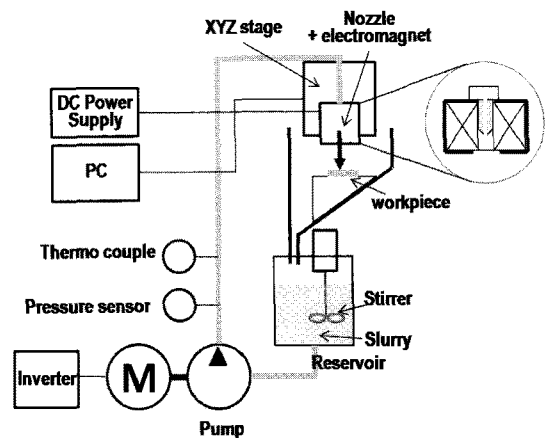 XYZ stage
Nozzle
+ electromagnet
DC Power
Supply
PC
workpiece
Thermo couple
Pressure sensor
Stirrer
Slurry
Reservoir
Inverter
M
Pump